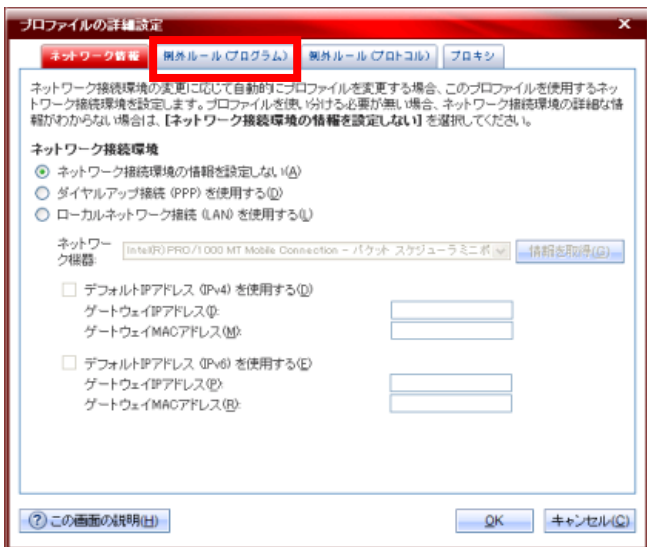 プロファイルの詳細設定
ネットワーク情報 例外ルール(プログラム) 例外ルール(プロトコル) プロキシ
ネットワーク接続環境の変更に応じて自動的にプロファイルを変更する場合、このプロファイルを使用するネッ
トワーク接続環境を設定します。プロファイルを使い分ける必要が無い場合、ネットワーク接続環境の詳細な情
報がわからない場合は、[ネットワーク接続環境の情報を設定しない] を選択してください。
ネットワーク接続環境
ネットワーク接続環境の情報を設定しない(A)
ダイヤルアップ接続 (PPP) を使用する(D)
ローカルネットワーク接続 (LAN) を使用する(L)
ネットワー
ク機器:
Intel(R) PRO/1000 MT Mobile Connection - パケット スケジューラ ミニポ
情報を取得(G)
デフォルトIPアドレス (IPv4) を使用する(D)
ゲートウェイIPアドレス(I):
ゲートウェイMACアドレス(M):
デフォルトIPアドレス (IPv6) を使用する(E)
ゲートウェイIPアドレス(P):
ゲートウェイMACアドレス(R):
この画面の説明(H) OK キャンセル(C)